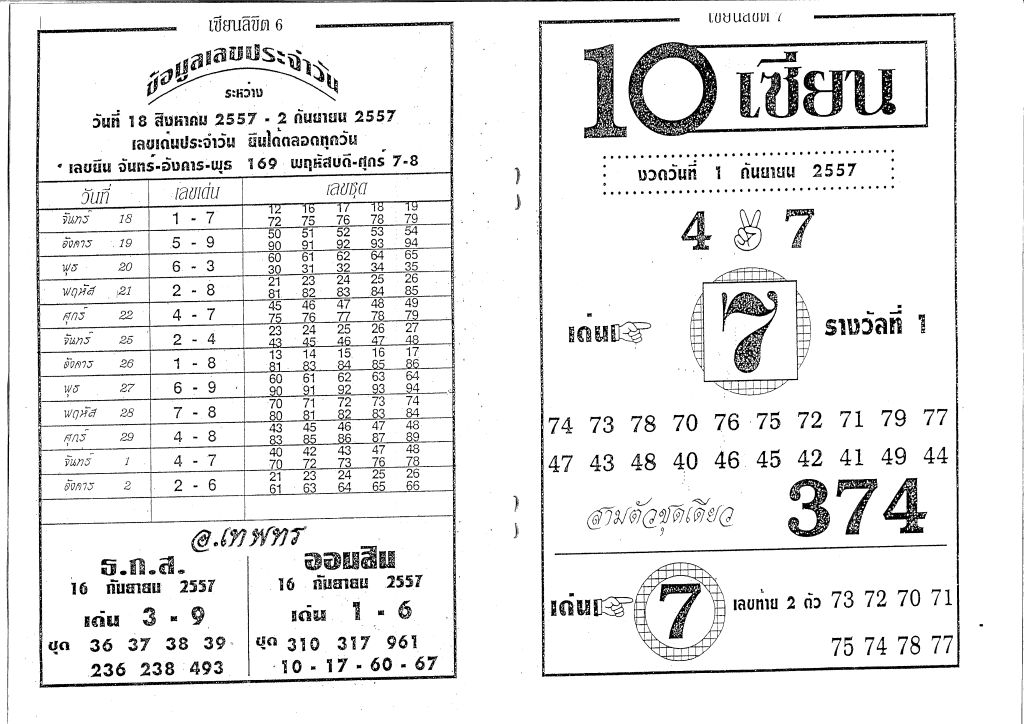 เซียนลิขิต 6
ข้อมูลเลขประจำวัน
ระหว่าง
วันที่ 18 สิงหาคม 2557 - 2 กันยายน 2557
เลขเด่นประจำวัน ยืนได้ตลอดทุกวัน
* เลขยืน จันทร์-อังคาร-พุธ 169 พฤหัสบดี-ศุกร์ 7-8
วันที่ เลขเด่น เลขชุด
จันทร์ 18 1 - 7 12 16 17 18 19
72 75 76 78 79
อังคาร 19 5 - 9 50 51 52 53 54
90 91 92 93 94
พุธ 20 6 - 3 60 61 62 64 65
30 31 32 34 35
พฤหัส 21 2 - 8 21 23 24 25 26
81 82 83 84 85
ศุกร์ 22 4 - 7 45 46 47 48 49
75 76 77 78 79
จันทร์ 25 2 - 4 23 24 25 26 27
43 45 46 47 48
อังคาร 26 1 - 8 13 14 15 16 17
81 83 84 85 86
พุธ 27 6 - 9 60 61 62 63 64
90 91 92 93 94
พฤหัส 28 7 - 8 70 71 72 73 74
80 81 82 83 84
ศุกร์ 29 4 - 8 43 45 46 47 48
83 85 86 87 89
จันทร์ 1 4 - 7 40 42 43 47 48
70 72 73 76 78
อังคาร 2 2 - 6 21 23 24 25 26
61 63 64 65 66
อ.เทพทร
ธ.ก.ส.
16 กันยายน 2557
เด่น 3 - 9
ชุด 36 37 38 39
236 238 493
ออมสิน
16 กันยายน 2557
เด่น 1 - 6
ชุด 310 317 961
10 - 17 - 60 - 67
เซียนลิขิต 7
10 เซียน
งวดวันที่ 1 กันยายน 2557
4 7
เด่น 7 รางวัลที่ 1
74 73 78 70 76 75 72 71 79 77
47 43 48 40 46 45 42 41 49 44
สามตัวชุดเดียว 374
เด่น 7 เลขท้าย 2 ตัว 73 72 70 71
75 74 78 77